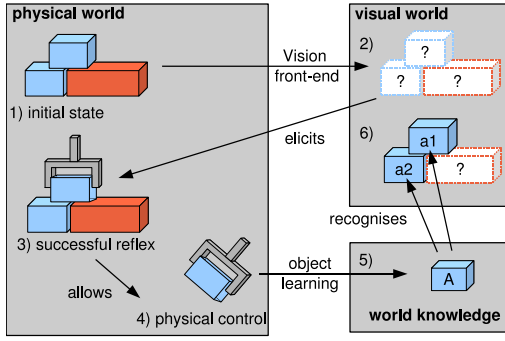 physical world
1) initial state
3) successful reflex
allows
4) physical control
Vision
front-end
elicits
object
learning
visual world
2)
?
?
?
6)
a1
a2
?
recognises
5)
A
world knowledge